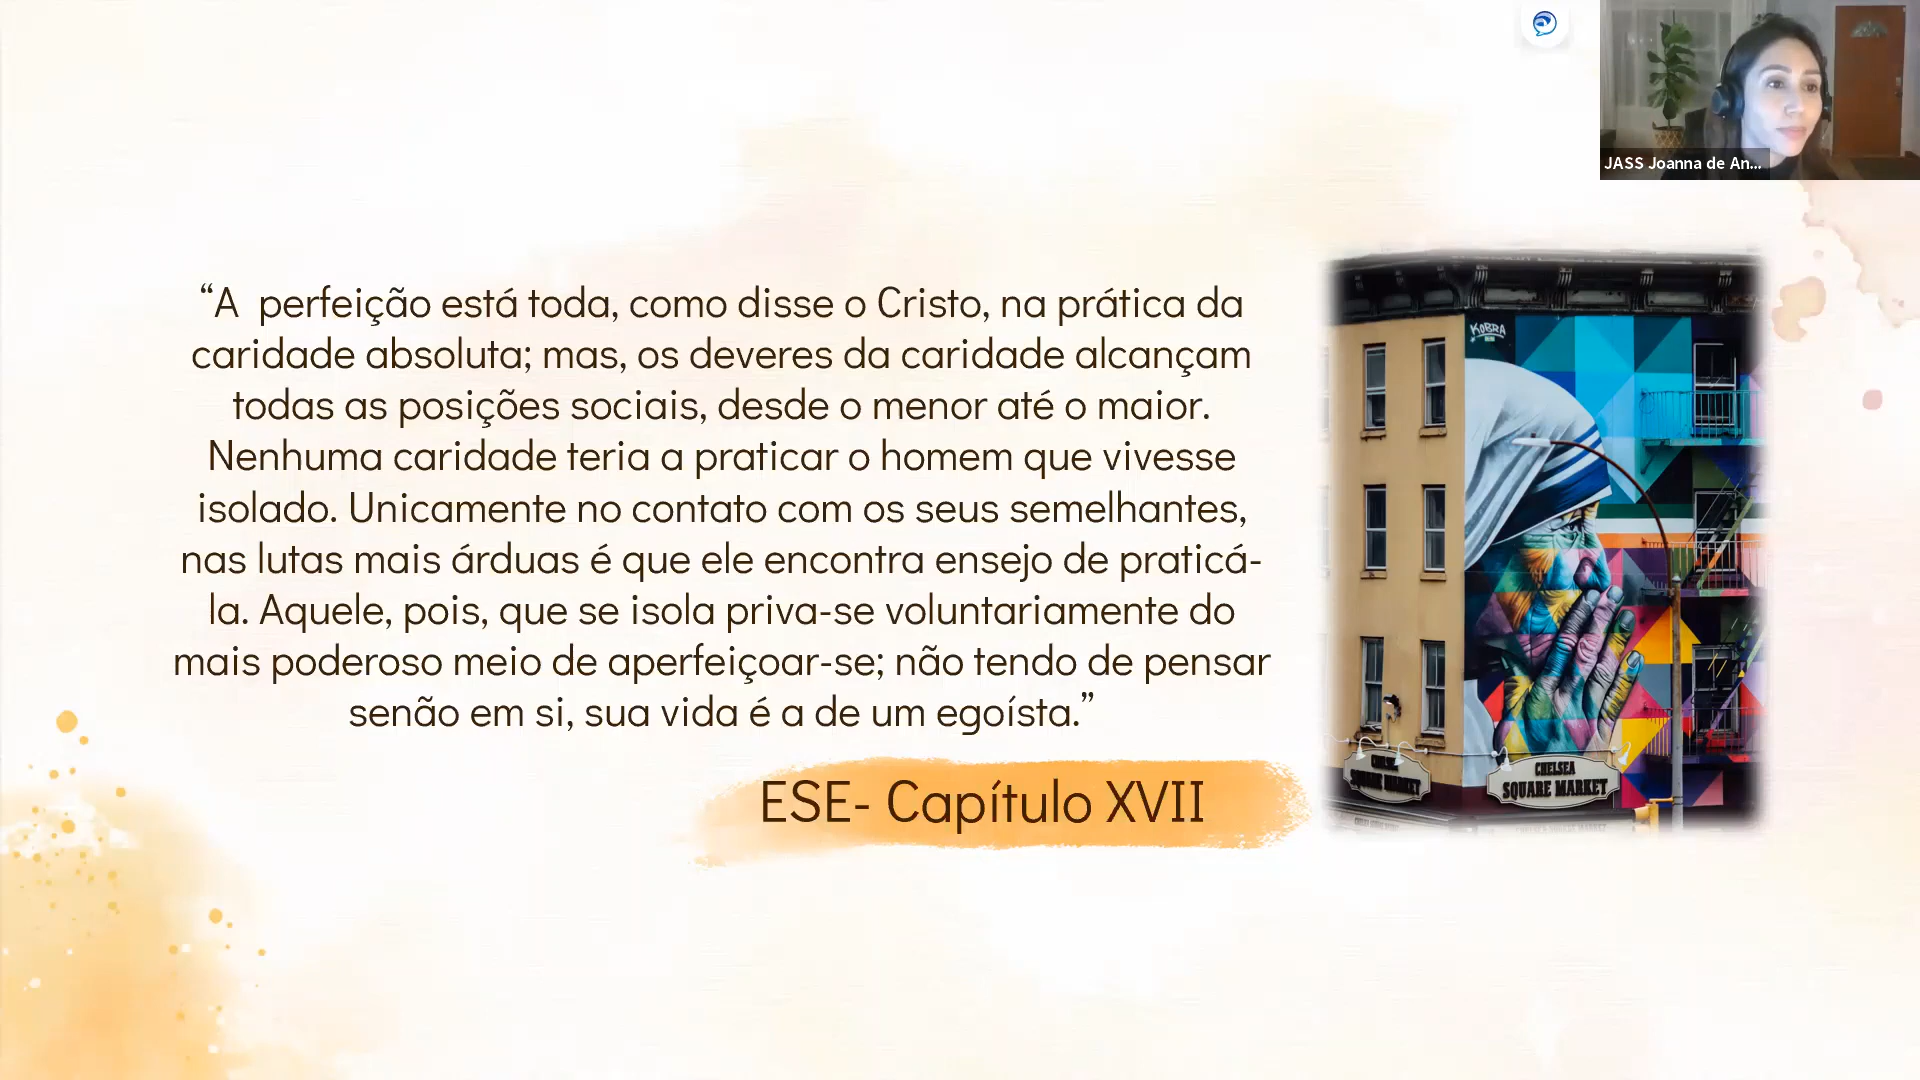 JASS Joanna de An...
“A perfeição está toda, como disse o Cristo, na prática da
caridade absoluta; mas, os deveres da caridade alcançam
todas as posições sociais, desde o menor até o maior.
Nenhuma caridade teria a praticar o homem que vivesse
isolado. Unicamente no contato com os seus semelhantes,
nas lutas mais árduas é que ele encontra ensejo de praticá-
la. Aquele, pois, que se isola priva-se voluntariamente do
mais poderoso meio de aperfeiçoar-se; não tendo de pensar
senão em si, sua vida é a de um egoísta.”
ESE- Capítulo XVII
KOBRA
CHELSEA
SQUARE MARKET
CHELSEA
SQUARE MARKET